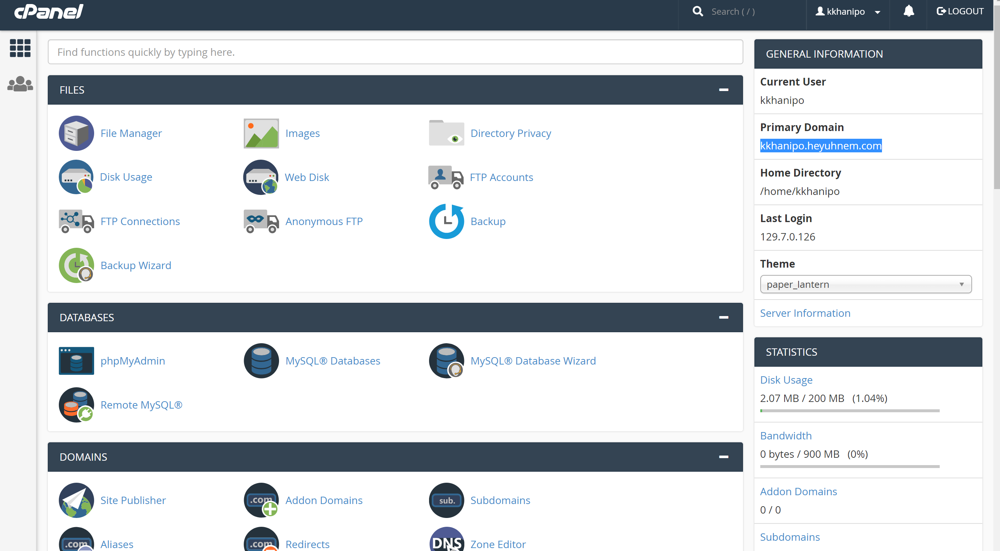 cPanel
Search ( / )
kkhanipo
LOGOUT
Find functions quickly by typing here.
FILES
File Manager
Images
Directory Privacy
Disk Usage
Web Disk
FTP Accounts
FTP Connections
Anonymous FTP
Backup
Backup Wizard
DATABASES
phpMyAdmin
MySQL® Databases
MySQL® Database Wizard
Remote MySQL®
DOMAINS
Site Publisher
.com
Addon Domains
sub.
Subdomains
.com
Aliases
.com
Redirects
DNS
Zone Editor
GENERAL INFORMATION
Current User
kkhanipo
Primary Domain
kkhanipo.heyuhnem.com
Home Directory
/home/kkhanipo
Last Login
129.7.0.126
Theme
paper_lantern
Server Information
STATISTICS
Disk Usage
2.07 MB / 200 MB (1.04%)
Bandwidth
0 bytes / 900 MB (0%)
Addon Domains
0 / 0
Subdomains